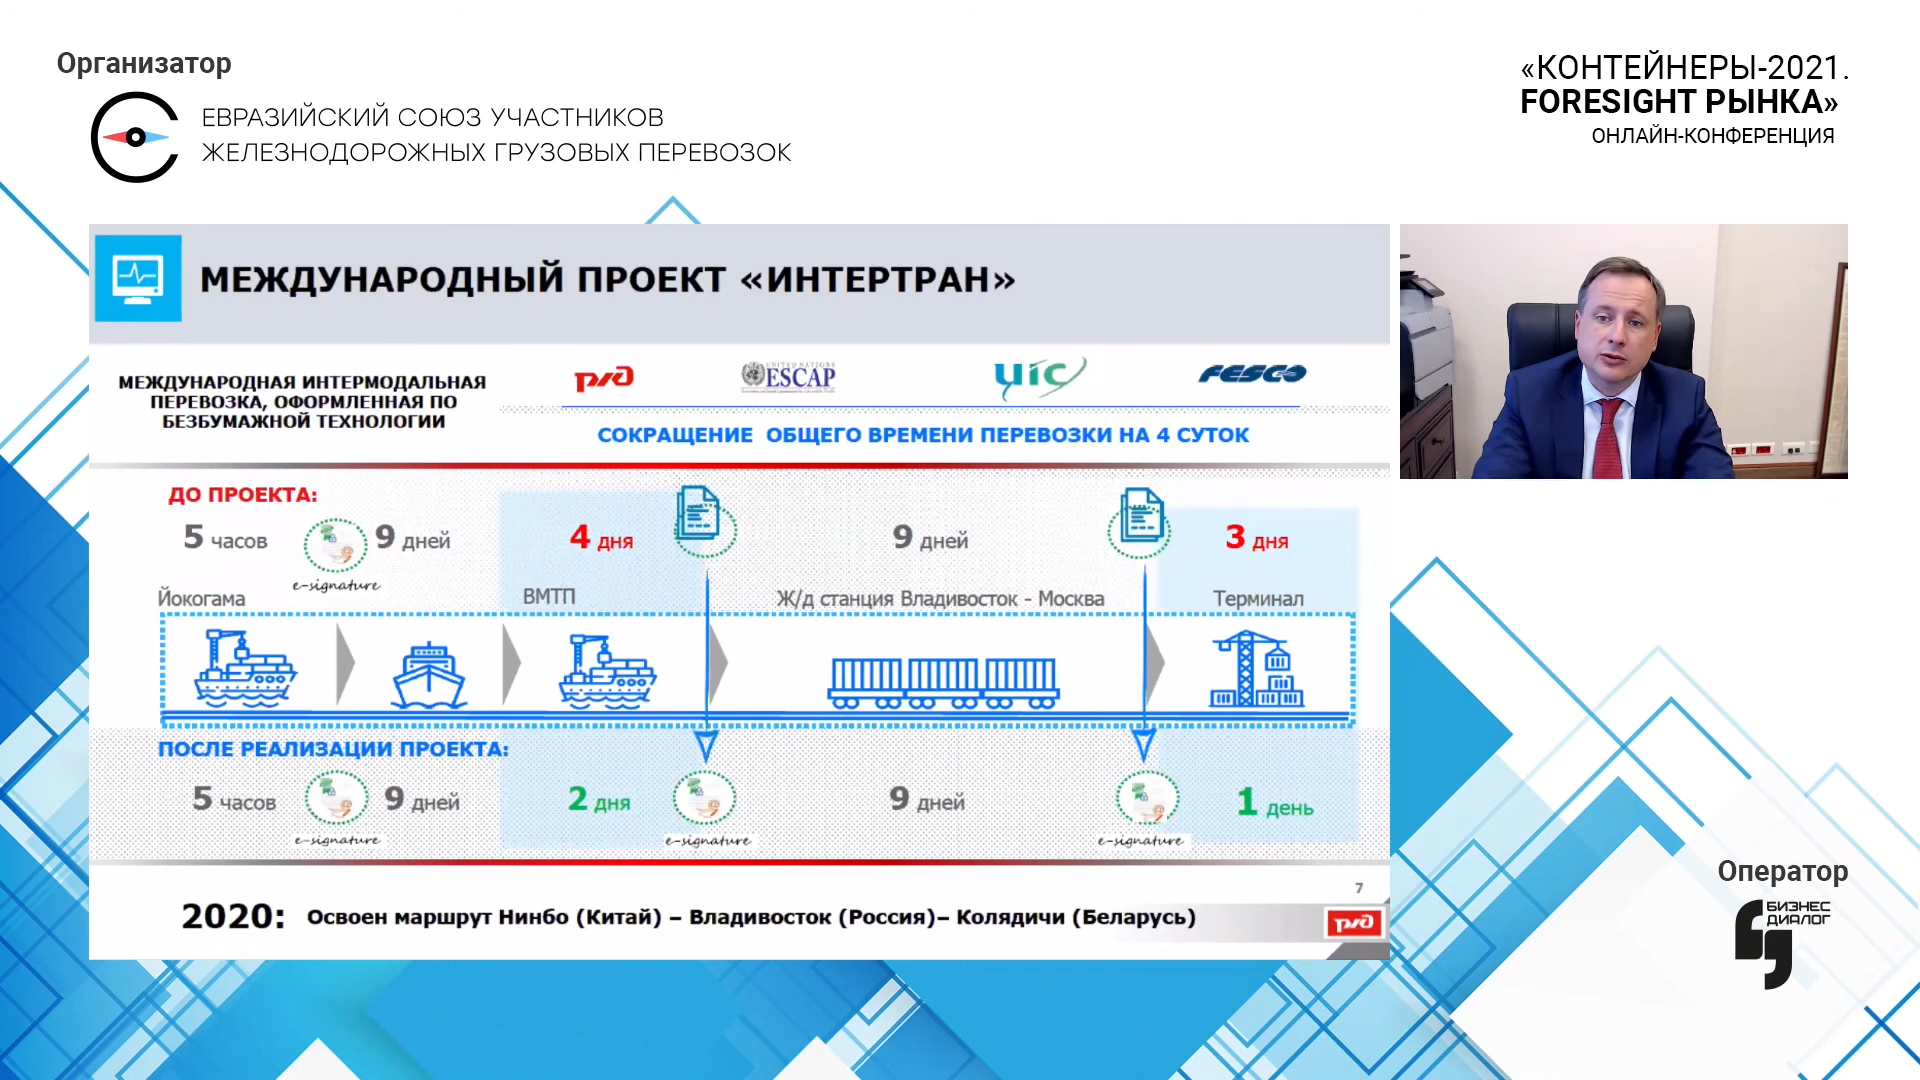 Организатор
ЕВРАЗИЙСКИЙ СОЮЗ УЧАСТНИКОВ
ЖЕЛЕЗНОДОРОЖНЫХ ГРУЗОВЫХ ПЕРЕВОЗОК
«КОНТЕЙНЕРЫ-2021.
FORESIGHT РЫНКА»
ОНЛАЙН-КОНФЕРЕНЦИЯ
МЕЖДУНАРОДНЫЙ ПРОЕКТ «ИНТЕРТРАН»
МЕЖДУНАРОДНАЯ ИНТЕРМОДАЛЬНАЯ
ПЕРЕВОЗКА, ОФОРМЛЕННАЯ ПО
БЕЗБУМАЖНОЙ ТЕХНОЛОГИИ
РЖД
UNITED NATIONS
ESCAP
UIC
FESCO
СОКРАЩЕНИЕ ОБЩЕГО ВРЕМЕНИ ПЕРЕВОЗКИ НА 4 СУТОК
ДО ПРОЕКТА:
5 часов 9 дней 4 дня 9 дней 3 дня
e-signature
Йокогама ВМТП Ж/д станция Владивосток - Москва Терминал
ПОСЛЕ РЕАЛИЗАЦИИ ПРОЕКТА:
5 часов 9 дней 2 дня 9 дней 1 день
e-signature e-signature e-signature
7
2020: Освоен маршрут Нинбо (Китай) – Владивосток (Россия)– Колядичи (Беларусь)
РЖД
Оператор
БИЗНЕС
ДИАЛОГ